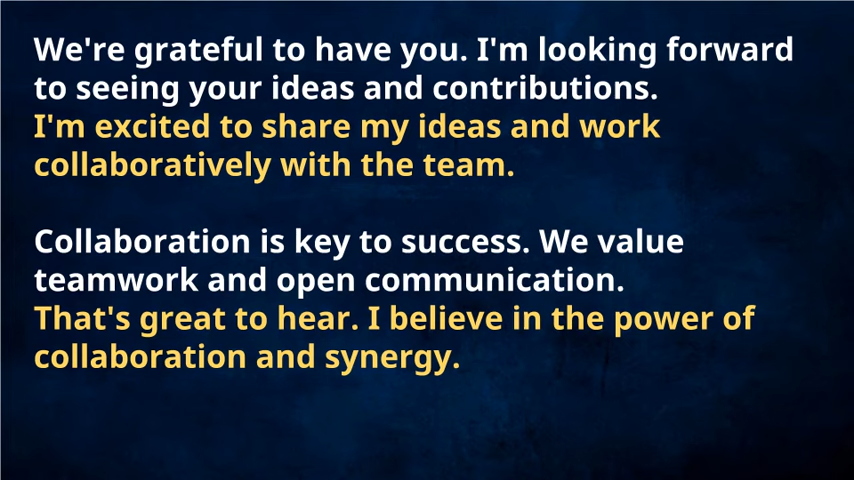 We're grateful to have you. I'm looking forward
to seeing your ideas and contributions.
I'm excited to share my ideas and work
collaboratively with the team.
Collaboration is key to success. We value
teamwork and open communication.
That's great to hear. I believe in the power of
collaboration and synergy.